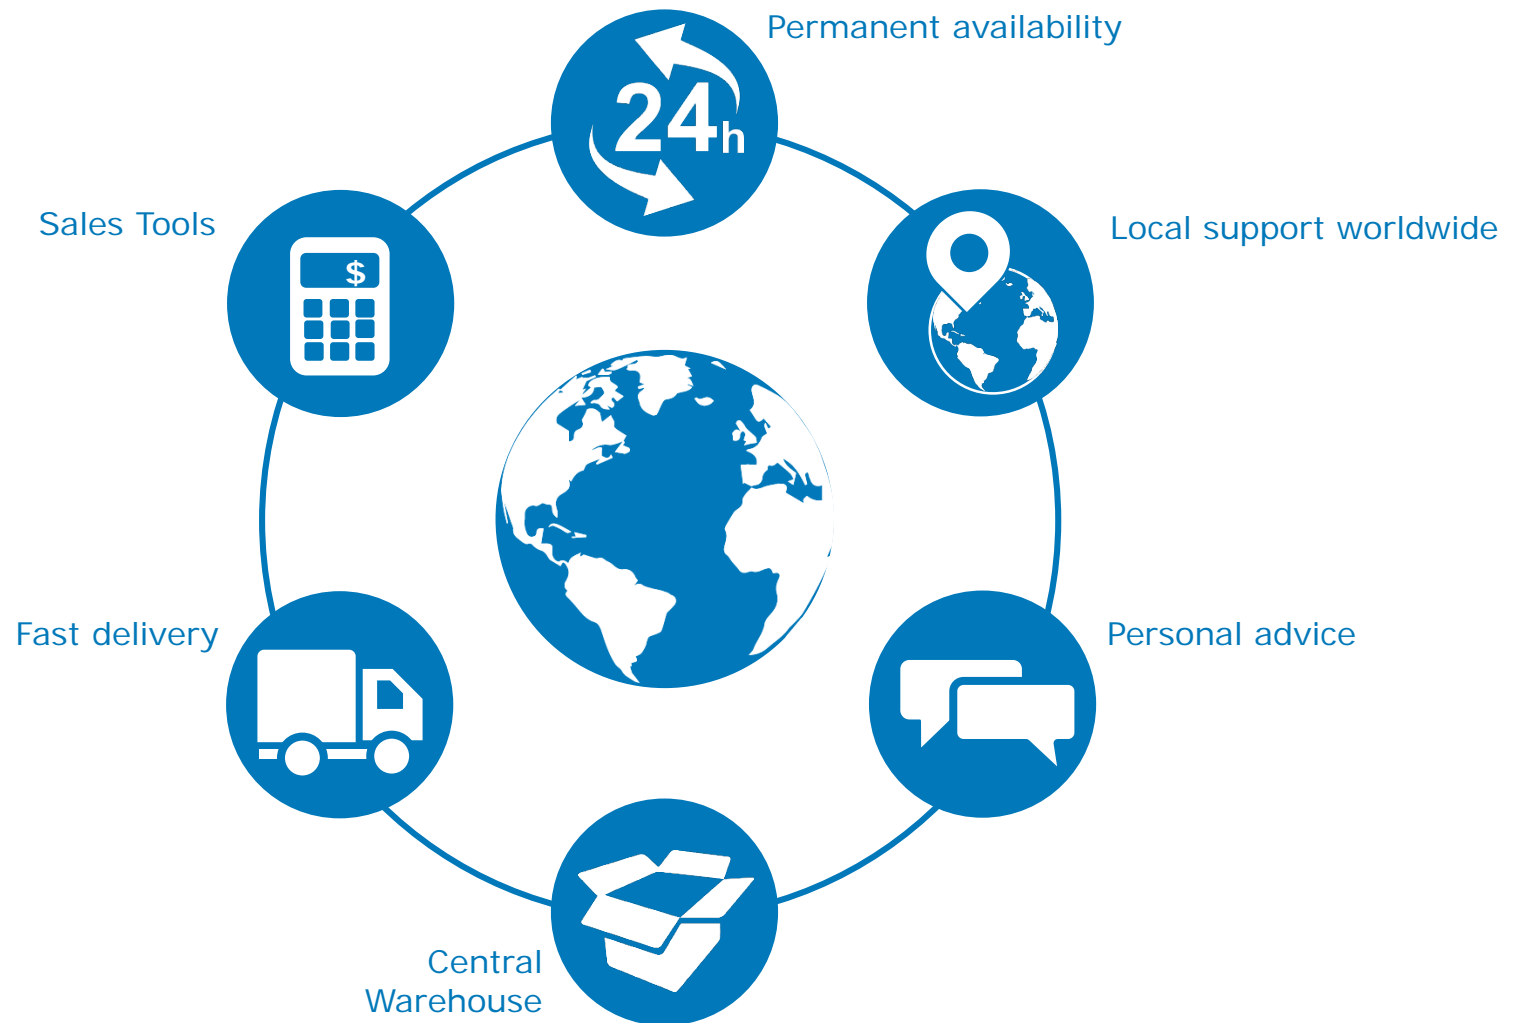 Permanent availability
24h
Sales Tools
$
Local support worldwide
Fast delivery
Personal advice
Central
Warehouse